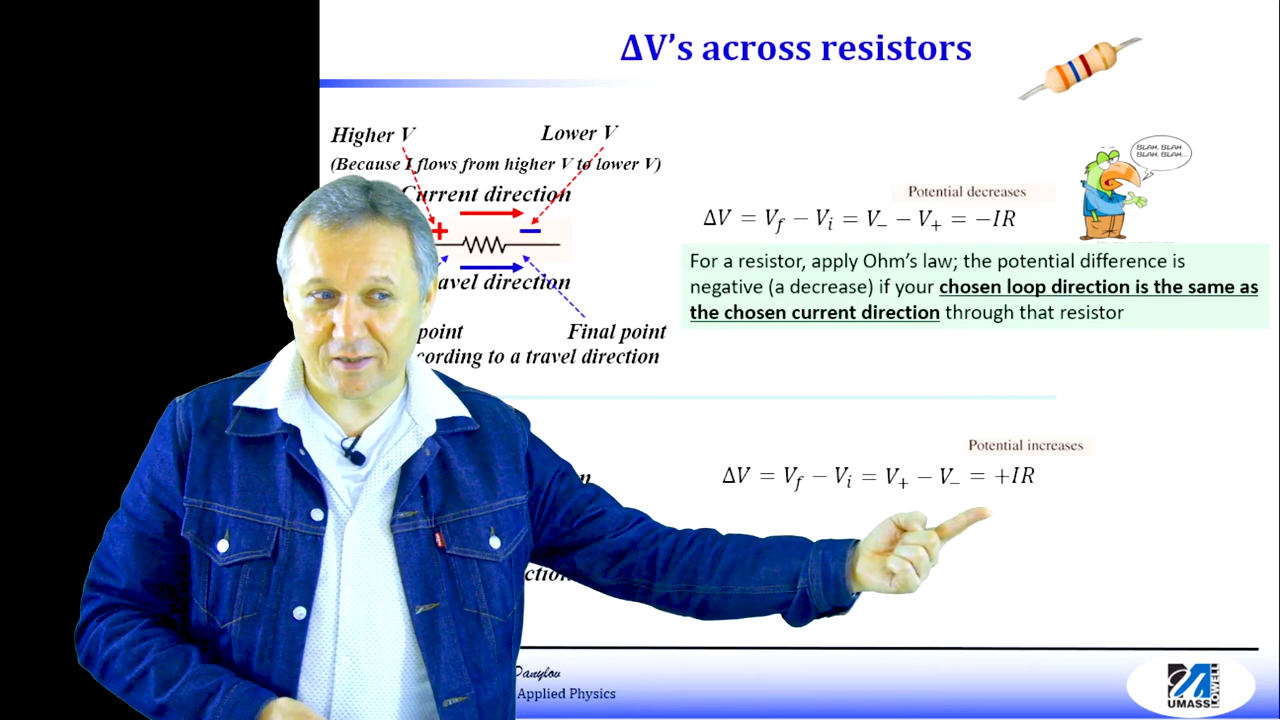 ΔV's across resistors
Higher V
Lower V
(Because I flows from higher V to lower V)
Current direction
+
−
avel direction
point
Final point
cording to a travel direction
BLAH, BLAH
BLAH, BLAH...
Potential decreases
ΔV = V_f − V_i = V_− − V_+ = −IR
For a resistor, apply Ohm's law; the potential difference is
negative (a decrease) if your chosen loop direction is the same as
the chosen current direction through that resistor
Potential increases
ΔV = V_f − V_i = V_+ − V_− = +IR
Danylov
Applied Physics
UMASS
LOWELL